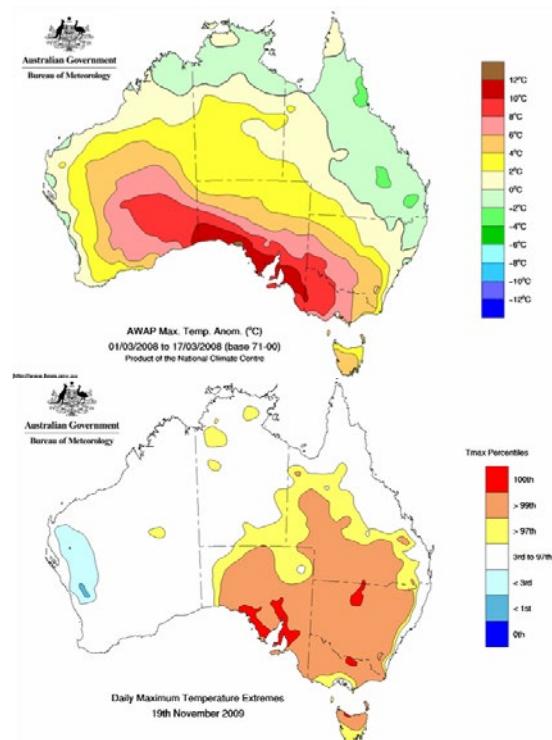 Australian Government
Bureau of Meteorology
12°C
10°C
8°C
6°C
4°C
2°C
0°C
-2°C
-4°C
-6°C
-8°C
-10°C
-12°C
AWAP Max. Temp. Anom. (°C)
01/03/2008 to 17/03/2008 (base 71-00)
Product of the National Climate Centre
Australian Government
Bureau of Meteorology
Tmax Percentiles
100th
> 99th
> 97th
3rd to 97th
< 3rd
< 1st
0th
Daily Maximum Temperature Extremes
19th November 2009